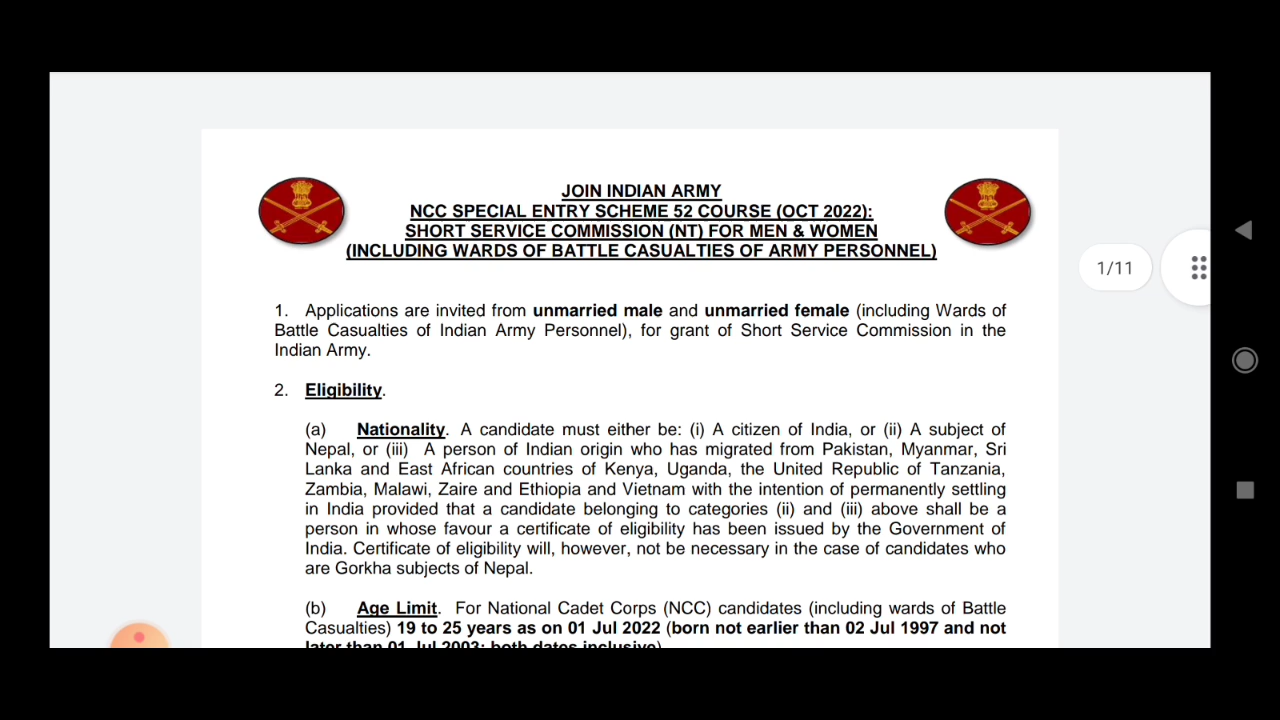 JOIN INDIAN ARMY
NCC SPECIAL ENTRY SCHEME 52 COURSE (OCT 2022):
SHORT SERVICE COMMISSION (NT) FOR MEN & WOMEN
(INCLUDING WARDS OF BATTLE CASUALTIES OF ARMY PERSONNEL)
1/11
1. Applications are invited from unmarried male and unmarried female (including Wards of
Battle Casualties of Indian Army Personnel), for grant of Short Service Commission in the
Indian Army.
2. Eligibility.
(a) Nationality. A candidate must either be: (i) A citizen of India, or (ii) A subject of
Nepal, or (iii) A person of Indian origin who has migrated from Pakistan, Myanmar, Sri
Lanka and East African countries of Kenya, Uganda, the United Republic of Tanzania,
Zambia, Malawi, Zaire and Ethiopia and Vietnam with the intention of permanently settling
in India provided that a candidate belonging to categories (ii) and (iii) above shall be a
person in whose favour a certificate of eligibility has been issued by the Government of
India. Certificate of eligibility will, however, not be necessary in the case of candidates who
are Gorkha subjects of Nepal.
(b) Age Limit. For National Cadet Corps (NCC) candidates (including wards of Battle
Casualties) 19 to 25 years as on 01 Jul 2022 (born not earlier than 02 Jul 1997 and not
later than 01 Jul 2003; both dates inclusive).